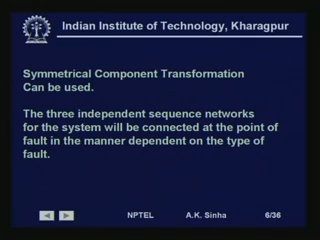 Indian Institute of Technology, Kharagpur
Symmetrical Component Transformation
Can be used.
The three independent sequence networks
for the system will be connected at the point of
fault in the manner dependent on the type of
fault.
NPTEL A.K. Sinha 6/36